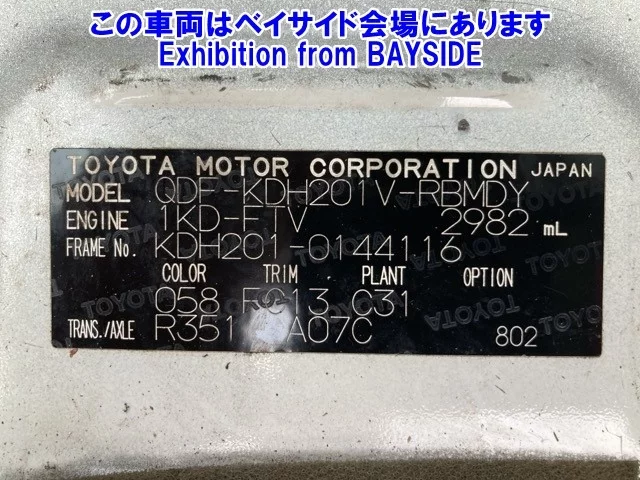 この車両はベイサイド会場にあります
Exhibition from BAYSIDE
TOYOTA MOTOR CORPORATION JAPAN
MODEL QDF-KDH201V-RBMDY
ENGINE 1KD-FTV 2982 mL
FRAME No. KDH201-0144116
COLOR TRIM PLANT OPTION
058 FC13 C31
TRANS./AXLE R351 A07C 802